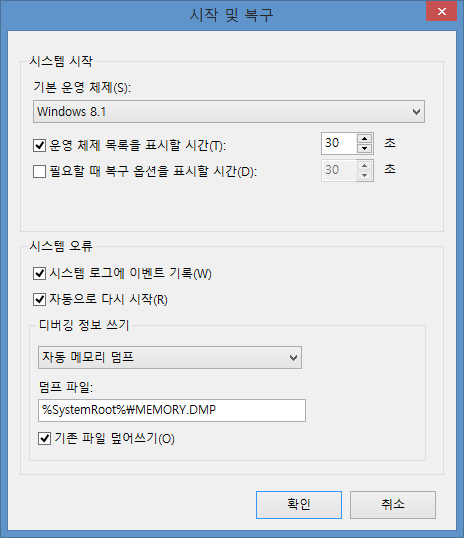 시작 및 복구
시스템 시작
기본 운영 체제(S):
Windows 8.1
운영 체제 목록을 표시할 시간(T):
30
초
필요할 때 복구 옵션을 표시할 시간(D):
30
초
시스템 오류
시스템 로그에 이벤트 기록(W)
자동으로 다시 시작(R)
디버깅 정보 쓰기
자동 메모리 덤프
덤프 파일:
%SystemRoot%₩MEMORY.DMP
기존 파일 덮어쓰기(O)
확인
취소